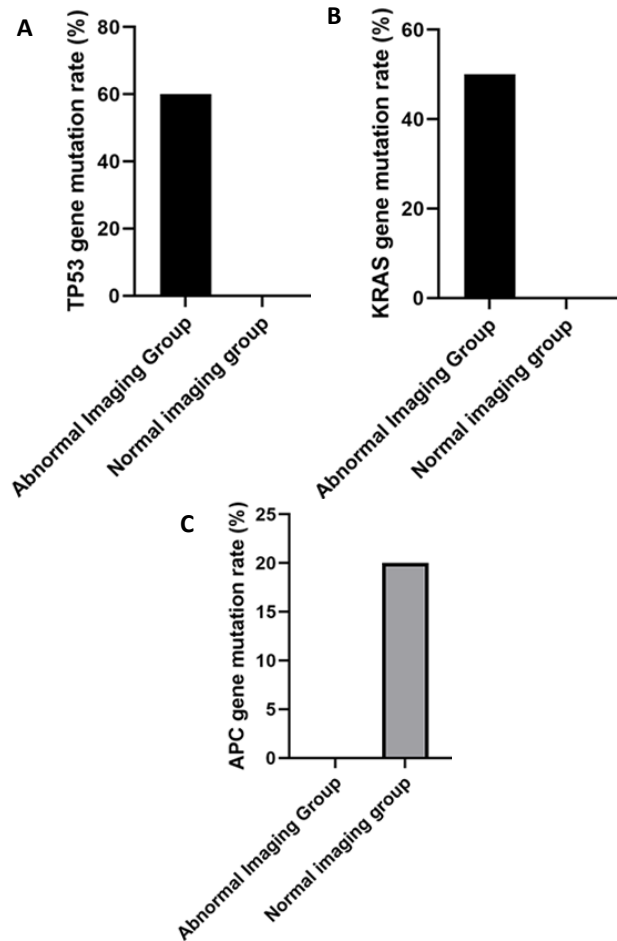 A
TP53 gene mutation rate (%)
80
60
40
20
0
Abnormal Imaging Group
Normal imaging group
B
KRAS gene mutation rate (%)
60
40
20
0
Abnormal Imaging Group
Normal imaging group
C
APC gene mutation rate (%)
25
20
15
10
5
0
Abnormal Imaging Group
Normal imaging group